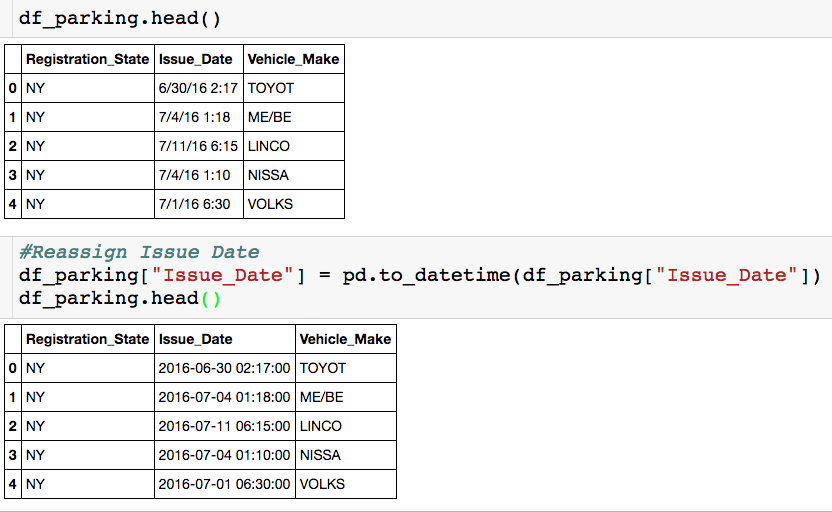 df_parking.head()
Registration_State Issue_Date Vehicle_Make
0 NY 6/30/16 2:17 TOYOT
1 NY 7/4/16 1:18 ME/BE
2 NY 7/11/16 6:15 LINCO
3 NY 7/4/16 1:10 NISSA
4 NY 7/1/16 6:30 VOLKS
#Reassign Issue Date
df_parking["Issue_Date"] = pd.to_datetime(df_parking["Issue_Date"])
df_parking.head()
Registration_State Issue_Date Vehicle_Make
0 NY 2016-06-30 02:17:00 TOYOT
1 NY 2016-07-04 01:18:00 ME/BE
2 NY 2016-07-11 06:15:00 LINCO
3 NY 2016-07-04 01:10:00 NISSA
4 NY 2016-07-01 06:30:00 VOLKS